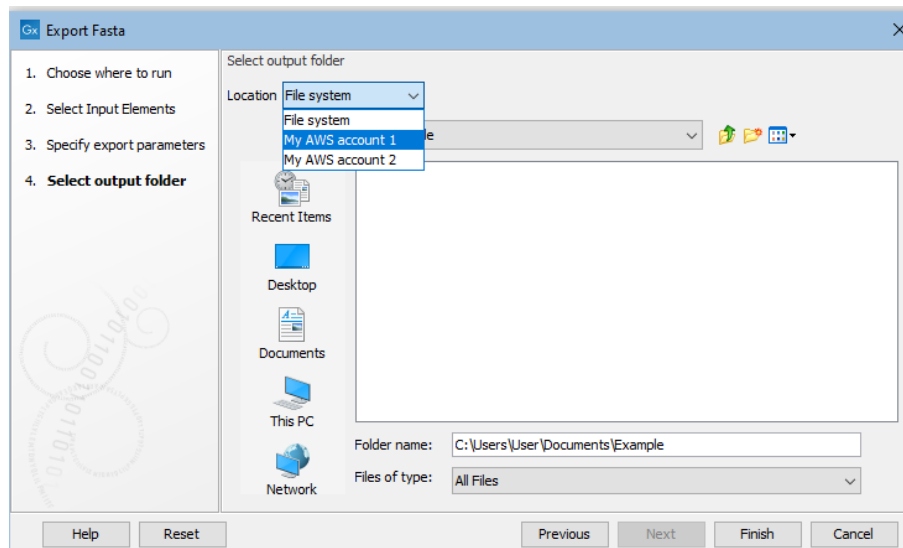 Gx Export Fasta
1. Choose where to run
2. Select Input Elements
3. Specify export parameters
4. Select output folder
Select output folder
Location File system
File system
My AWS account 1
My AWS account 2
Recent Items
Desktop
Documents
This PC
Network
Folder name: C:\Users\User\Documents\Example
Files of type: All Files
Help Reset Previous Next Finish Cancel